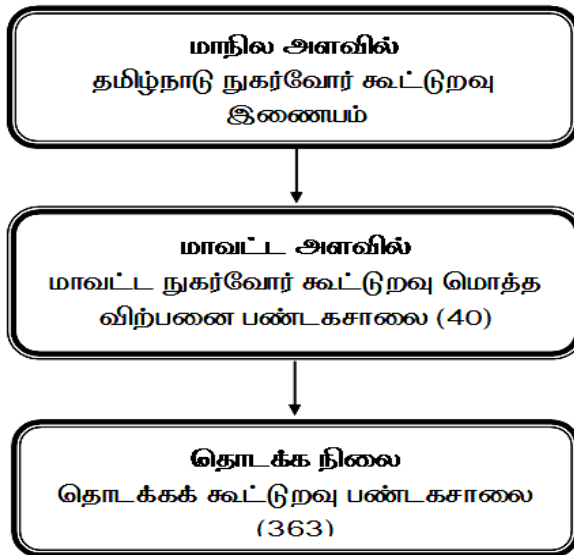 மாநில அளவில்
தமிழ்நாடு நுகர்வோர் கூட்டுறவு
இணையம்
மாவட்ட அளவில்
மாவட்ட நுகர்வோர் கூட்டுறவு மொத்த
விற்பனை பண்டகசாலை (40)
தொடக்க நிலை
தொடக்கக் கூட்டுறவு பண்டகசாலை
(363)